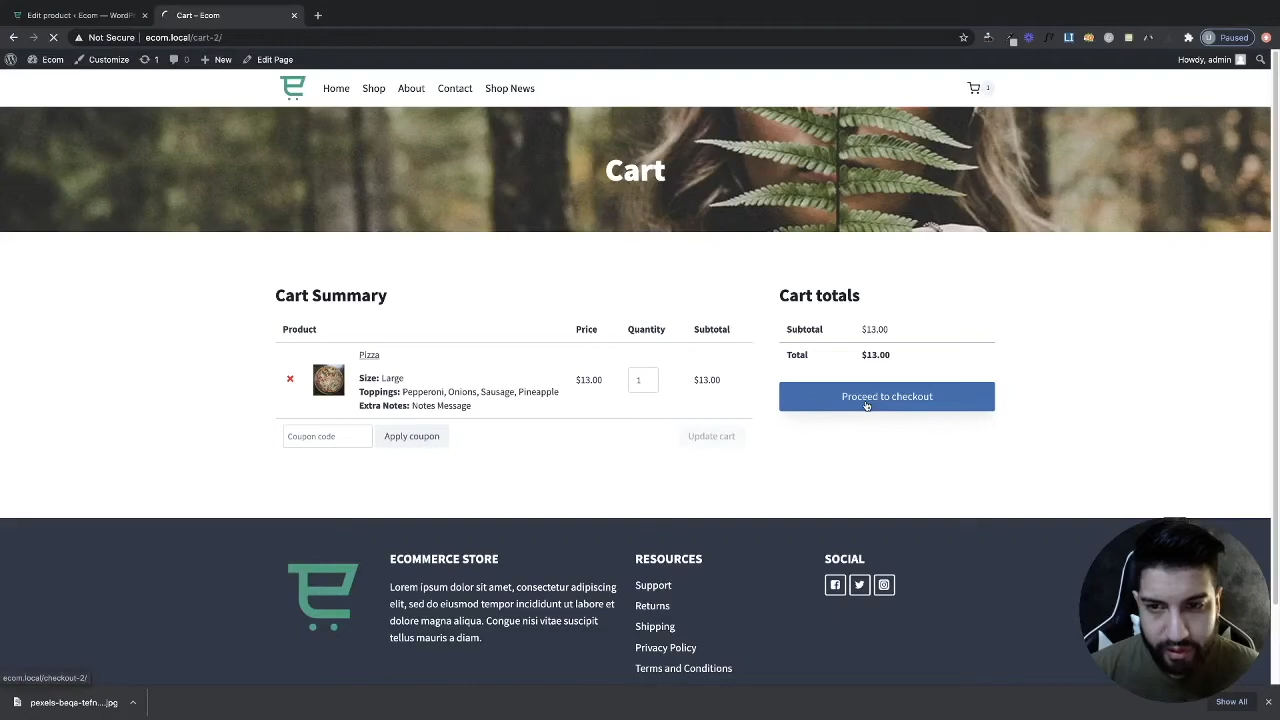 Edit product ‹ Ecom — WordPr
Cart – Ecom
Not Secure
ecom.local/cart-2/
Paused
Ecom
Customize
1
0
New
Edit Page
Howdy, admin
Home
Shop
About
Contact
Shop News
1
Cart
Cart Summary
Product Price Quantity Subtotal
Pizza
Size: Large
Toppings: Pepperoni, Onions, Sausage, Pineapple
Extra Notes: Notes Message
$13.00 1 $13.00
Coupon code
Apply coupon
Update cart
Cart totals
Subtotal $13.00
Total $13.00
Proceed to checkout
ECOMMERCE STORE
Lorem ipsum dolor sit amet, consectetur adipiscing
elit, sed do eiusmod tempor incididunt ut labore et
dolore magna aliqua. Congue nisi vitae suscipit
tellus mauris a diam.
RESOURCES
Support
Returns
Shipping
Privacy Policy
Terms and Conditions
SOCIAL
ecom.local/checkout-2/
pexels-beqa-tefn....jpg
Show All